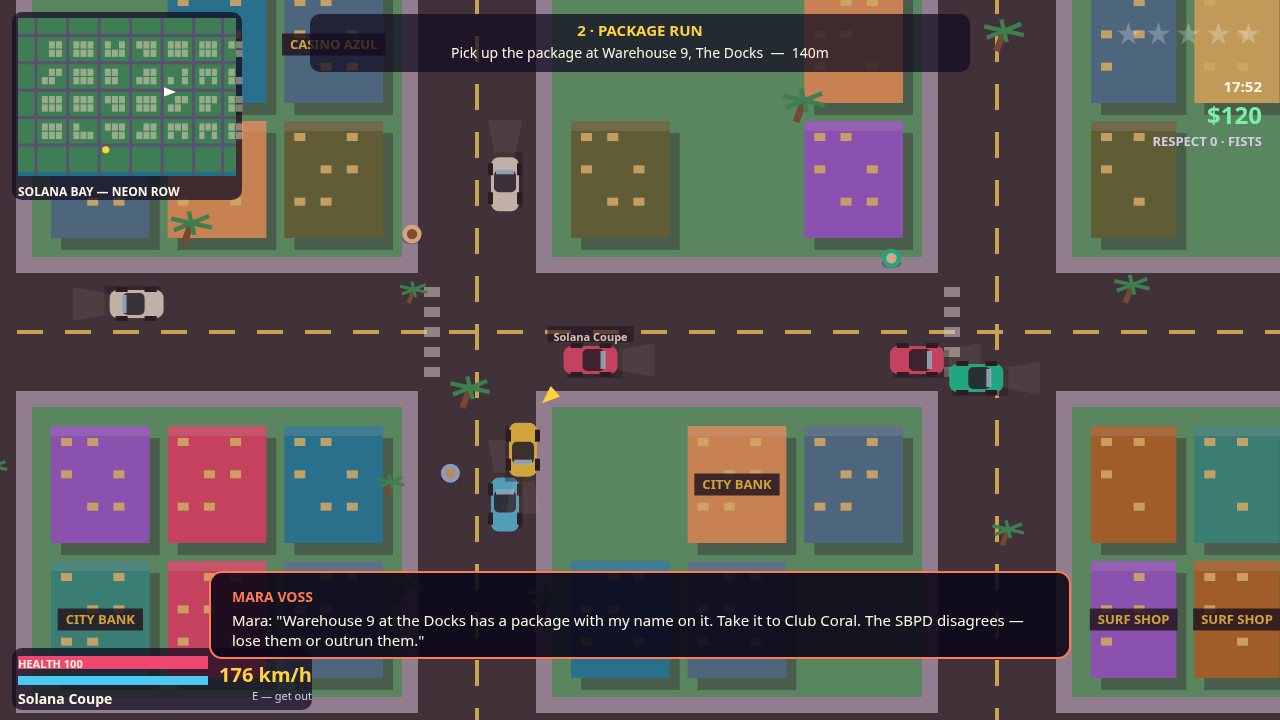 CASINO AZUL
2 · PACKAGE RUN
Pick up the package at Warehouse 9, The Docks — 140m
17:52
$120
RESPECT 0 · FISTS
SOLANA BAY — NEON ROW
Solana Coupe
CITY BANK
CITY BANK
SURF SHOP
SURF SHOP
MARA VOSS
Mara: "Warehouse 9 at the Docks has a package with my name on it. Take it to Club Coral. The SBPD disagrees —
lose them or outrun them."
HEALTH 100
176 km/h
E — get out
Solana Coupe